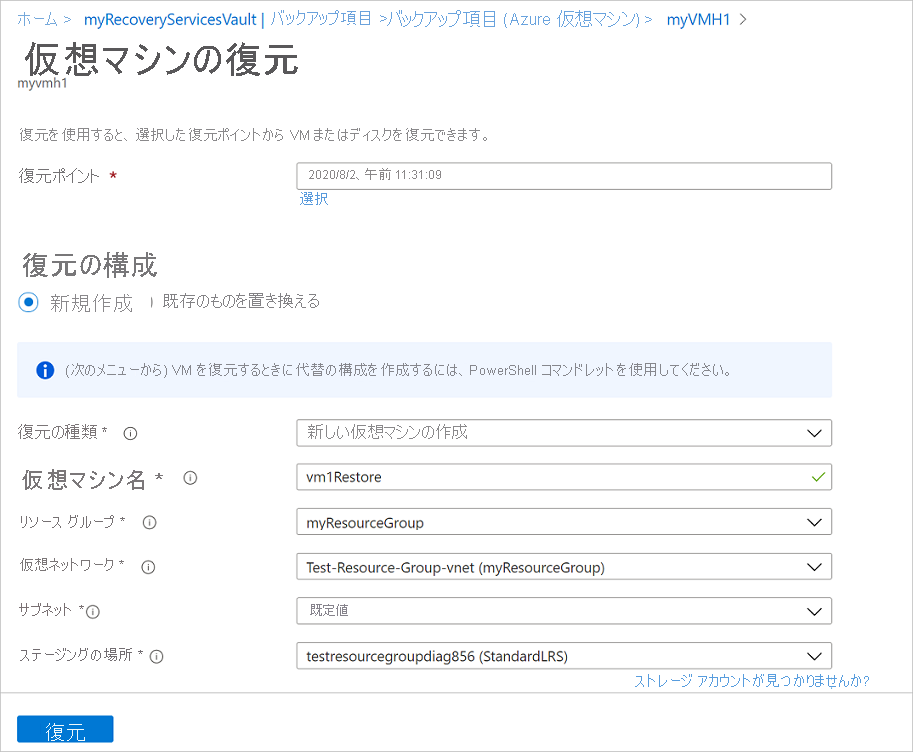 ホーム > myRecoveryServicesVault | バックアップ項目 >バックアップ項目 (Azure 仮想マシン) > myVMH1 >
仮想マシンの復元
myvmh1
復元を使用すると、選択した復元ポイントから VMまたはディスクを復元できます。
復元ポイント *
2020/8/2、午前 11:31:09
選択
復元の構成
新規作成 既存のものを置き換える
(次のメニューから) VM を復元するときに代替の構成を作成するには、PowerShell コマンドレットを使用してください。
復元の種類 *
新しい仮想マシンの作成
仮想マシン名 *
vm1Restore
リソース グループ *
myResourceGroup
仮想ネットワーク *
Test-Resource-Group-vnet (myResourceGroup)
サブネット *
既定値
ステージングの場所 *
testresourcegroupdiag856 (StandardLRS)
ストレージ アカウントが見つかりませんか?
復元